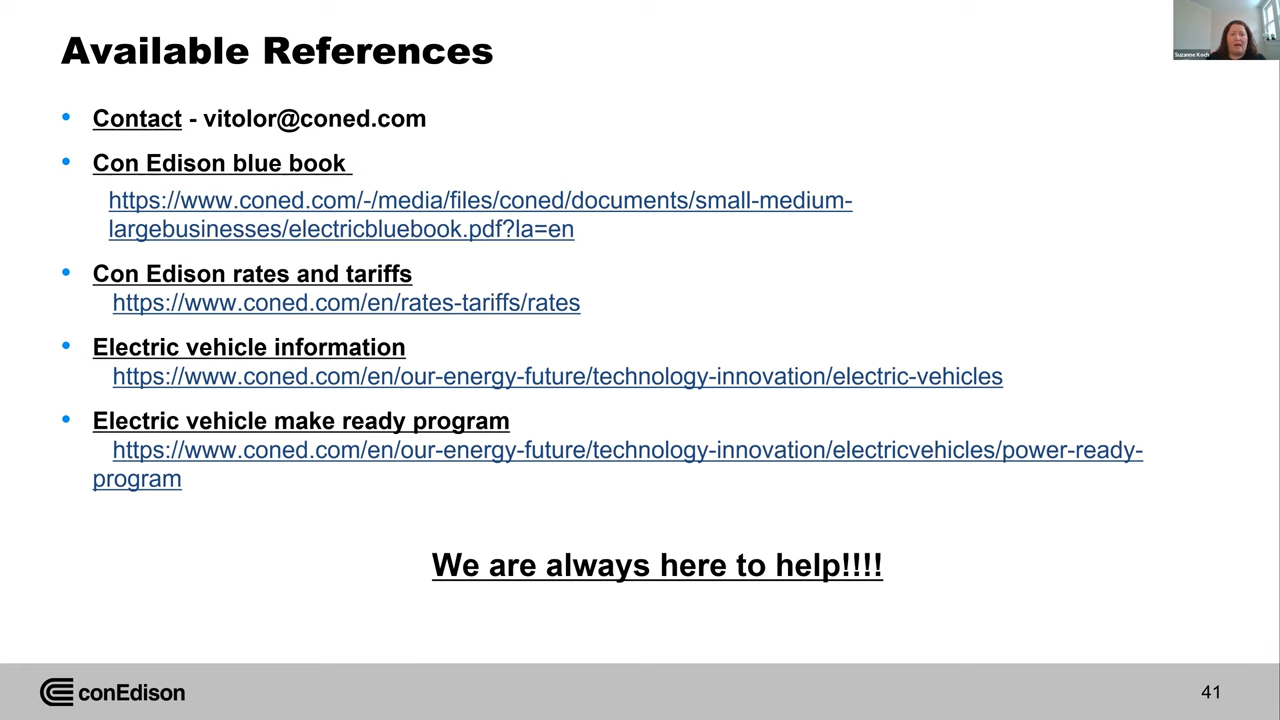 Available References
Suzanne Koch
• Contact - vitolor@coned.com
• Con Edison blue book
https://www.coned.com/-/media/files/coned/documents/small-medium-
largebusinesses/electricbluebook.pdf?la=en
• Con Edison rates and tariffs
https://www.coned.com/en/rates-tariffs/rates
• Electric vehicle information
https://www.coned.com/en/our-energy-future/technology-innovation/electric-vehicles
• Electric vehicle make ready program
https://www.coned.com/en/our-energy-future/technology-innovation/electricvehicles/power-ready-
program
We are always here to help!!!!
conEdison
41